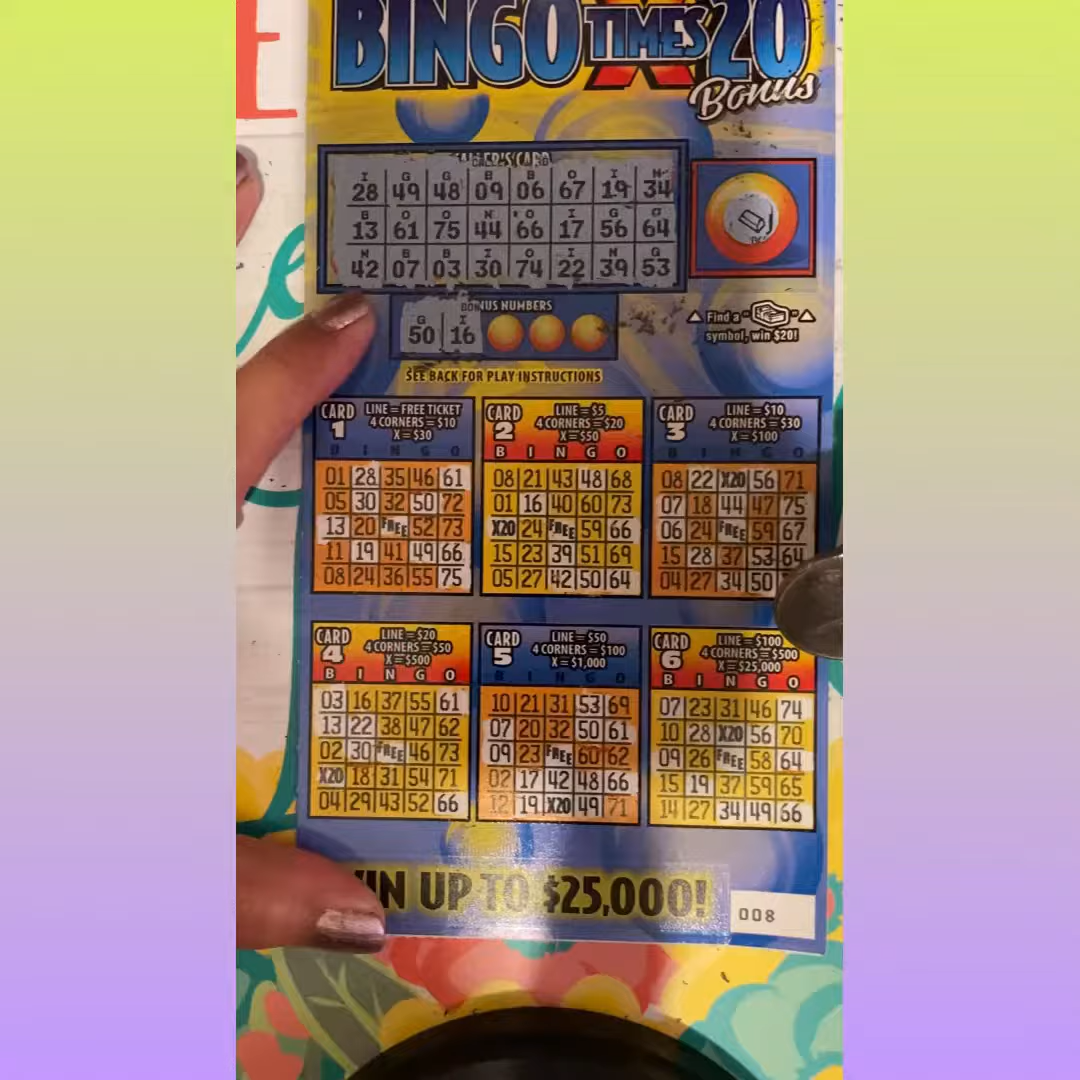 E
BINGO TIMES 20
X
Bonus
CALLER'S CARD
I G G B B O I N
28 49 48 09 06 67 19 34
B O O N O I G O
13 61 75 44 66 17 56 64
N B B I O I N G
42 07 03 30 74 22 39 53
BONUS NUMBERS
G I
50 16
Find a
symbol, win $20!
SEE BACK FOR PLAY INSTRUCTIONS
CARD 1
LINE = FREE TICKET
4 CORNERS = $10
X = $30
B I N G O
01 28 35 46 61
05 30 32 50 72
13 20 FREE 52 73
11 19 41 49 66
08 24 36 55 75
CARD 2
LINE = $5
4 CORNERS = $20
X = $50
B I N G O
08 21 43 48 68
01 16 40 60 73
X20 24 FREE 59 66
15 23 39 51 69
05 27 42 50 64
CARD 3
LINE = $10
4 CORNERS = $30
X = $100
B I N G O
08 22 X20 56 71
07 18 44 47 75
06 24 FREE 59 67
15 28 37 53 64
04 27 34 50
CARD 4
LINE = $20
4 CORNERS = $50
X = $500
B I N G O
03 16 37 55 61
13 22 38 47 62
02 30 FREE 46 73
X20 18 31 54 71
04 29 43 52 66
CARD 5
LINE = $50
4 CORNERS = $100
X = $1,000
B I N G O
10 21 31 53 69
07 20 32 50 61
09 23 FREE 60 62
02 17 42 48 66
12 19 X20 49 71
CARD 6
LINE = $100
4 CORNERS = $500
X = $25,000
B I N G O
07 23 31 46 74
10 28 X20 56 70
09 26 FREE 58 64
15 19 37 59 65
14 27 34 49 66
WIN UP TO $25,000!
008